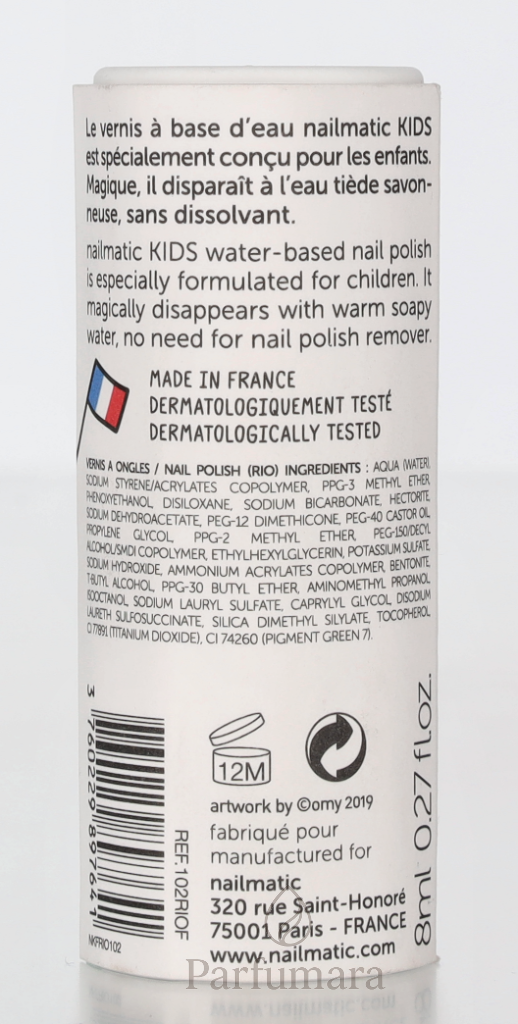 Le vernis à base d'eau nailmatic KIDS
est spécialement conçu pour les enfants.
Magique, il disparaît à l'eau tiède savon-
neuse, sans dissolvant.
nailmatic KIDS water-based nail polish
is especially formulated for children. It
magically disappears with warm soapy
water, no need for nail polish remover.
MADE IN FRANCE
DERMATOLOGIQUEMENT TESTÉ
DERMATOLOGICALLY TESTED
VERNIS A ONGLES / NAIL POLISH (RIO) INGREDIENTS : AQUA (WATER),
SODIUM STYRENE/ACRYLATES COPOLYMER, PPG-3 METHYL ETHER,
PHENOXYETHANOL, DISILOXANE, SODIUM BICARBONATE, HECTORITE,
SODIUM DEHYDROACETATE, PEG-12 DIMETHICONE, PEG-40 CASTOR OIL,
PROPYLENE GLYCOL, PPG-2 METHYL ETHER, PEG-150/DECYL
ALCOHOL/SMDI COPOLYMER, ETHYLHEXYLGLYCERIN, POTASSIUM SULFATE,
SODIUM HYDROXIDE, AMMONIUM ACRYLATES COPOLYMER, BENTONITE,
T-BUTYL ALCOHOL, PPG-30 BUTYL ETHER, AMINOMETHYL PROPANOL,
ISOOCTANOL, SODIUM LAURYL SULFATE, CAPRYLYL GLYCOL, DISODIUM
LAURETH SULFOSUCCINATE, SILICA DIMETHYL SILYLATE, TOCOPHEROL,
CI 77891 (TITANIUM DIOXIDE), CI 74260 (PIGMENT GREEN 7).
3 760229 897641
NKFRIO102
REF.102RIOF
12M
artwork by ©omy 2019
fabriqué pour
manufactured for
nailmatic
320 rue Saint-Honoré
75001 Paris - FRANCE
www.nailmatic.com
8ml 0.27 fl.oz.
Parfumara